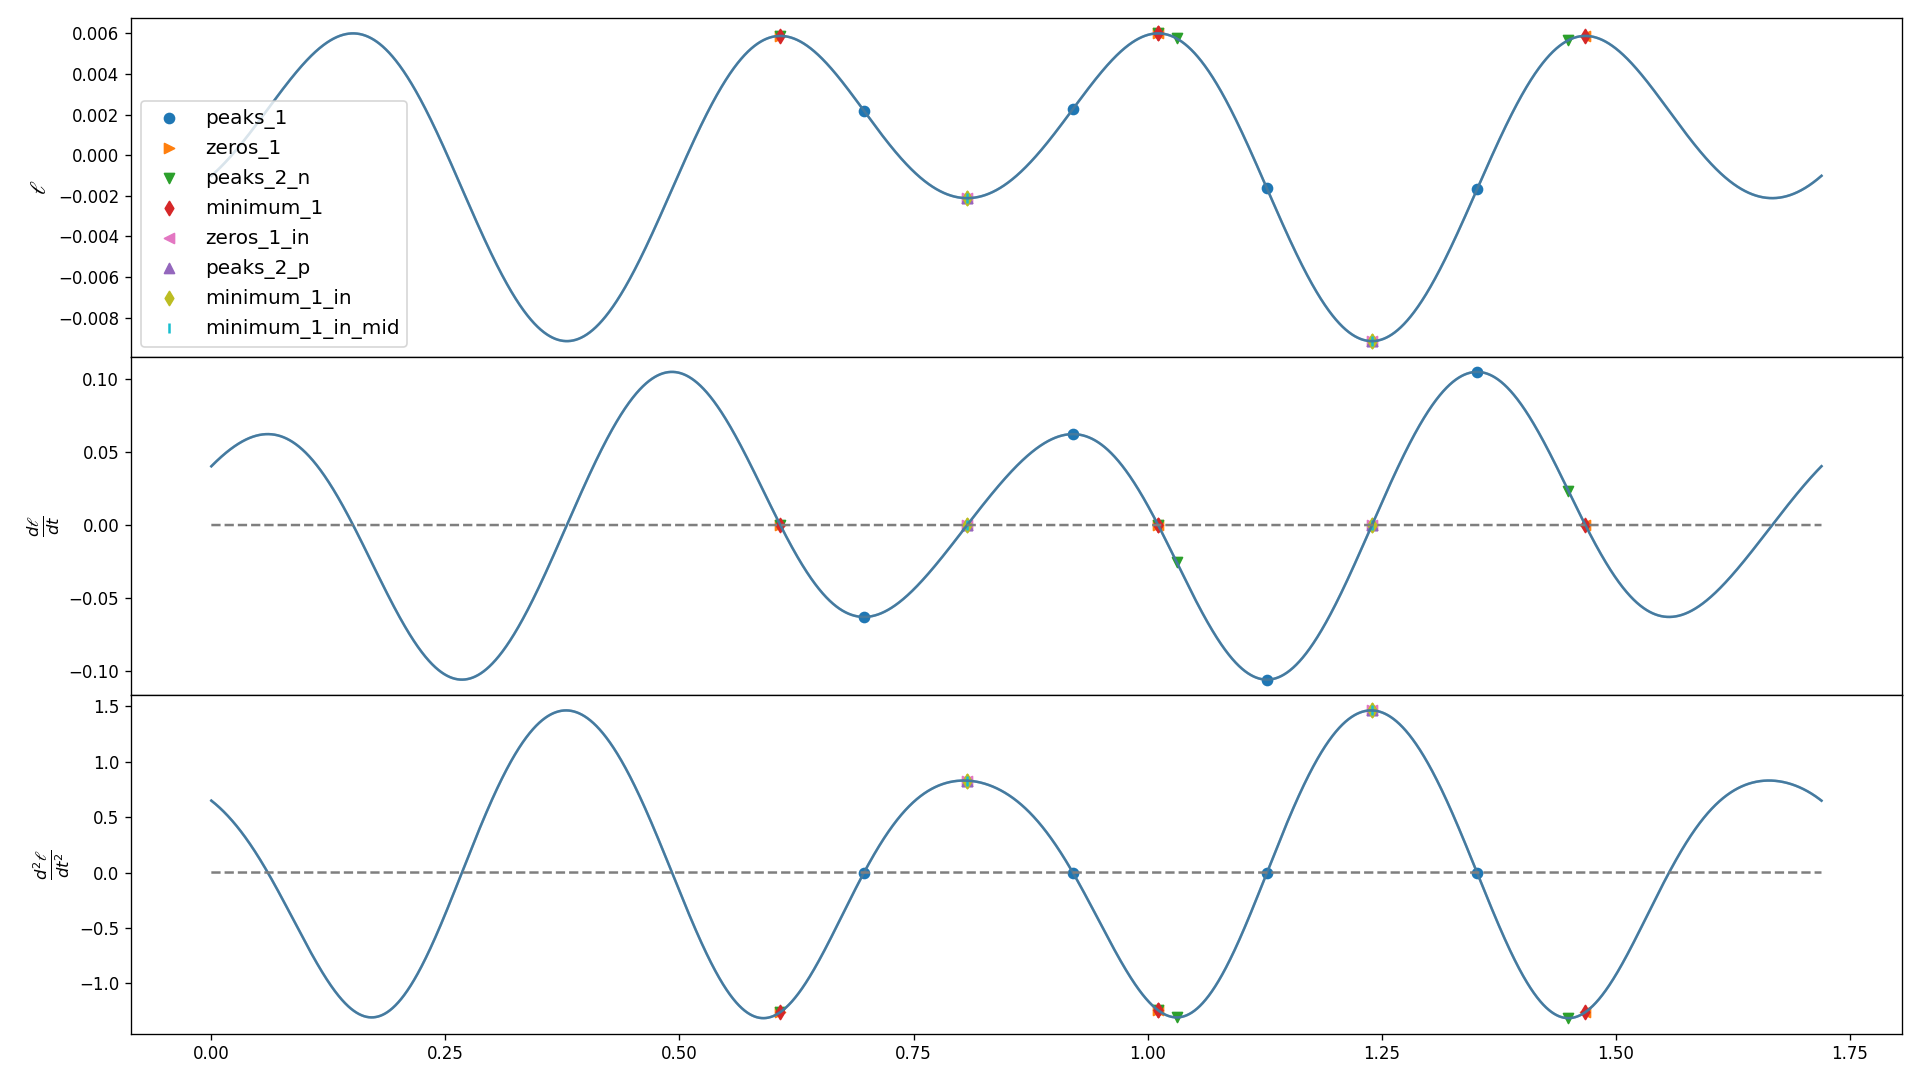 0.006
0.004
0.002
0.000
−0.002
−0.004
−0.006
−0.008
ℓ
peaks_1
zeros_1
peaks_2_n
minimum_1
zeros_1_in
peaks_2_p
minimum_1_in
minimum_1_in_mid
0.10
0.05
0.00
−0.05
−0.10
dℓ
dt
1.5
1.0
0.5
0.0
−0.5
−1.0
d²ℓ
dt²
0.00 0.25 0.50 0.75 1.00 1.25 1.50 1.75